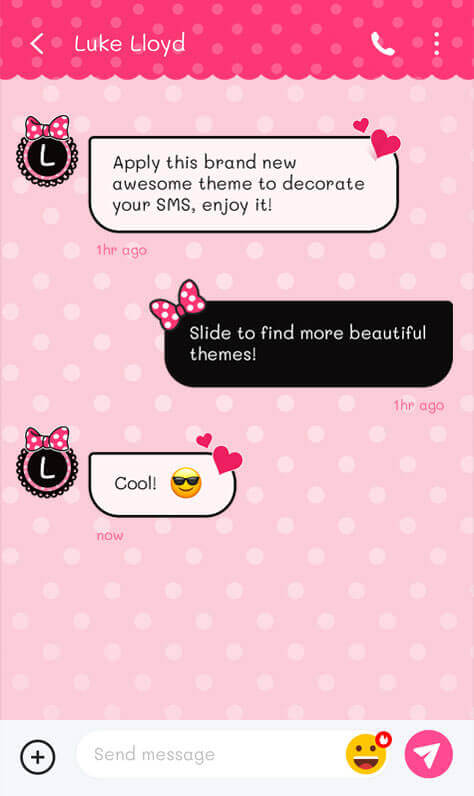 Luke Lloyd
L
Apply this brand new
awesome theme to decorate
your SMS, enjoy it!
1hr ago
Slide to find more beautiful
themes!
1hr ago
L
Cool! 😎
now
Send message